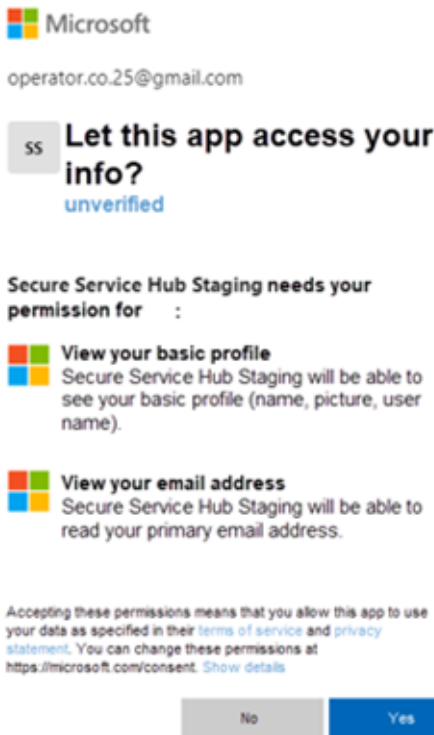 Microsoft
operator.co.25@gmail.com
SS
Let this app access your
info?
unverified
Secure Service Hub Staging needs your
permission for :
View your basic profile
Secure Service Hub Staging will be able to
see your basic profile (name, picture, user
name).
View your email address
Secure Service Hub Staging will be able to
read your primary email address.
Accepting these permissions means that you allow this app to use
your data as specified in their terms of service and privacy
statement. You can change these permissions at
https://microsoft.com/consent. Show details
No
Yes